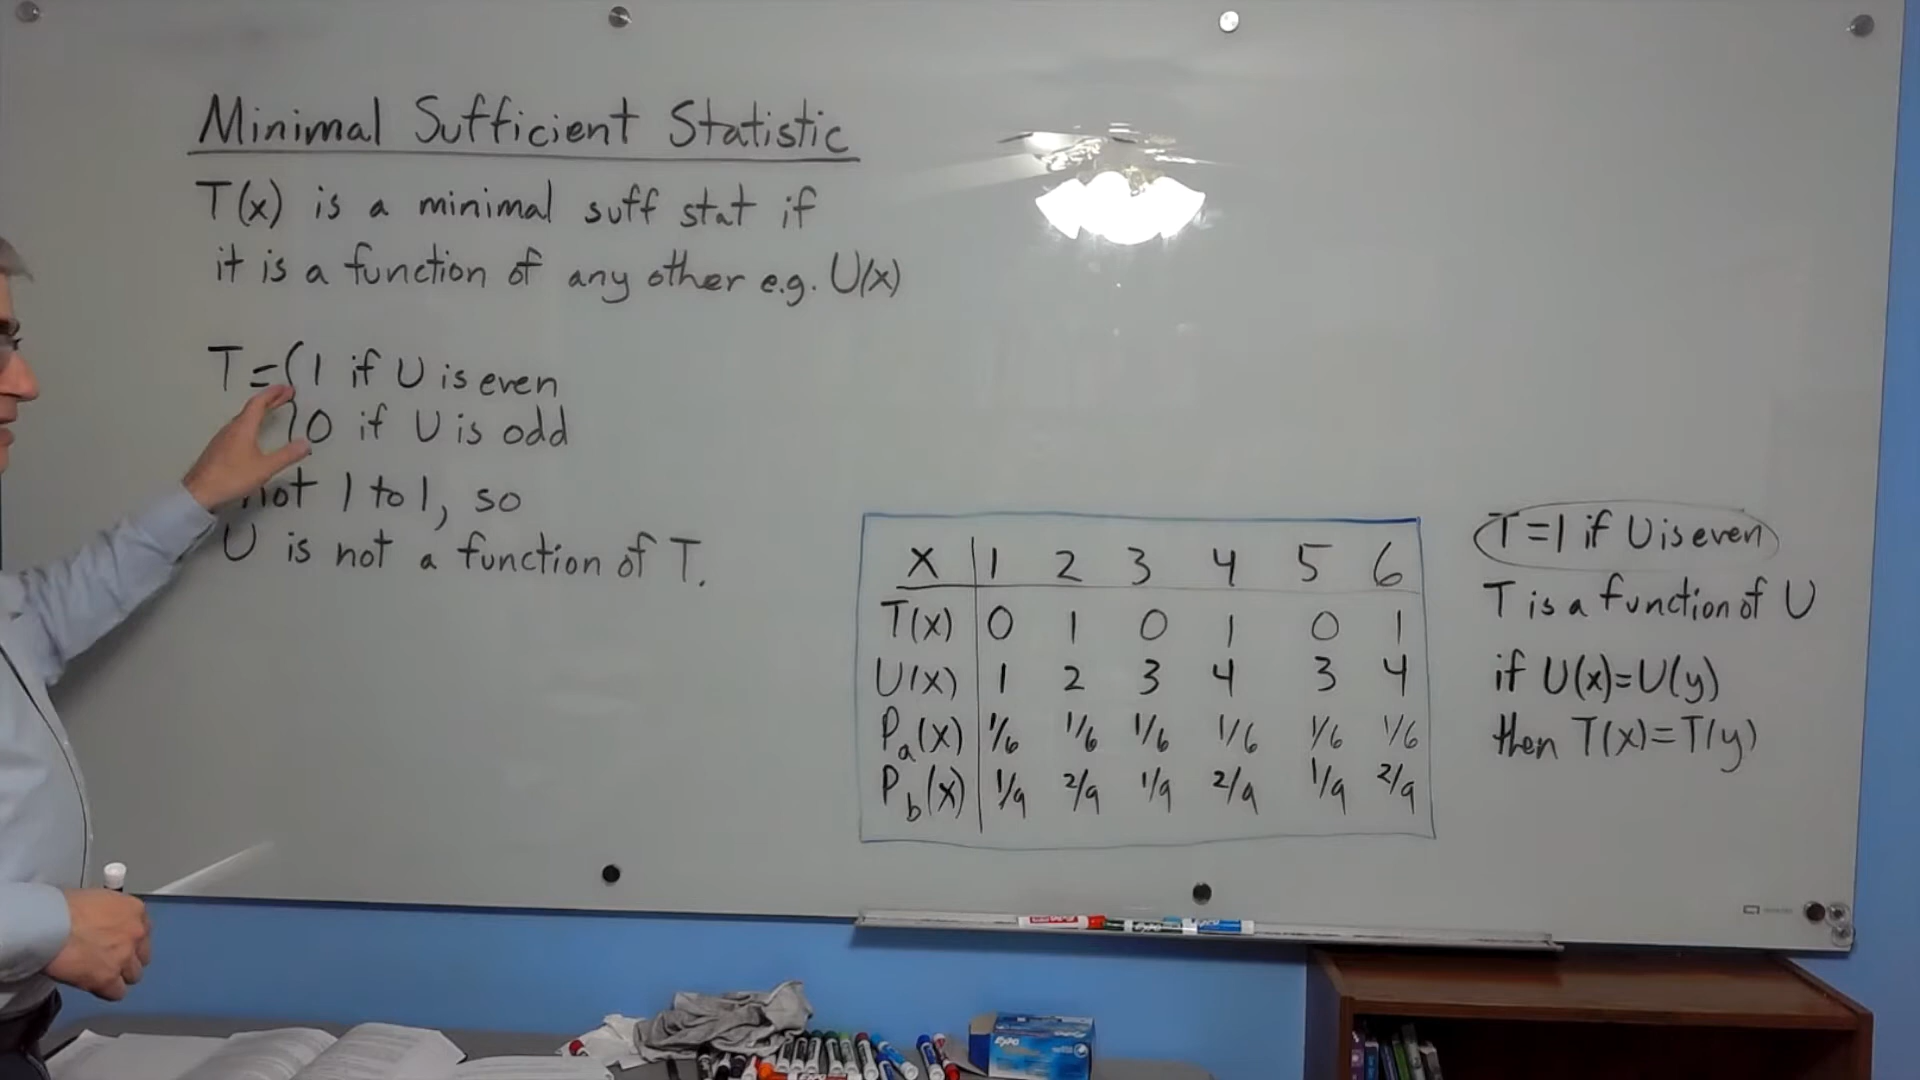 Minimal Sufficient Statistic
T(x) is a minimal suff stat if
it is a function of any other e.g. U(x)
T = { 1 if U is even
0 if U is odd
not 1 to 1, so
U is not a function of T.
X | 1 2 3 4 5 6
T(x) | 0 1 0 1 0 1
U(x) | 1 2 3 4 3 4
Pₐ(x) | 1/6 1/6 1/6 1/6 1/6 1/6
P_b(x) | 1/9 2/9 1/9 2/9 1/9 2/9
T=1 if U is even
T is a function of U
if U(x)=U(y)
then T(x)=T(y)
EXPO